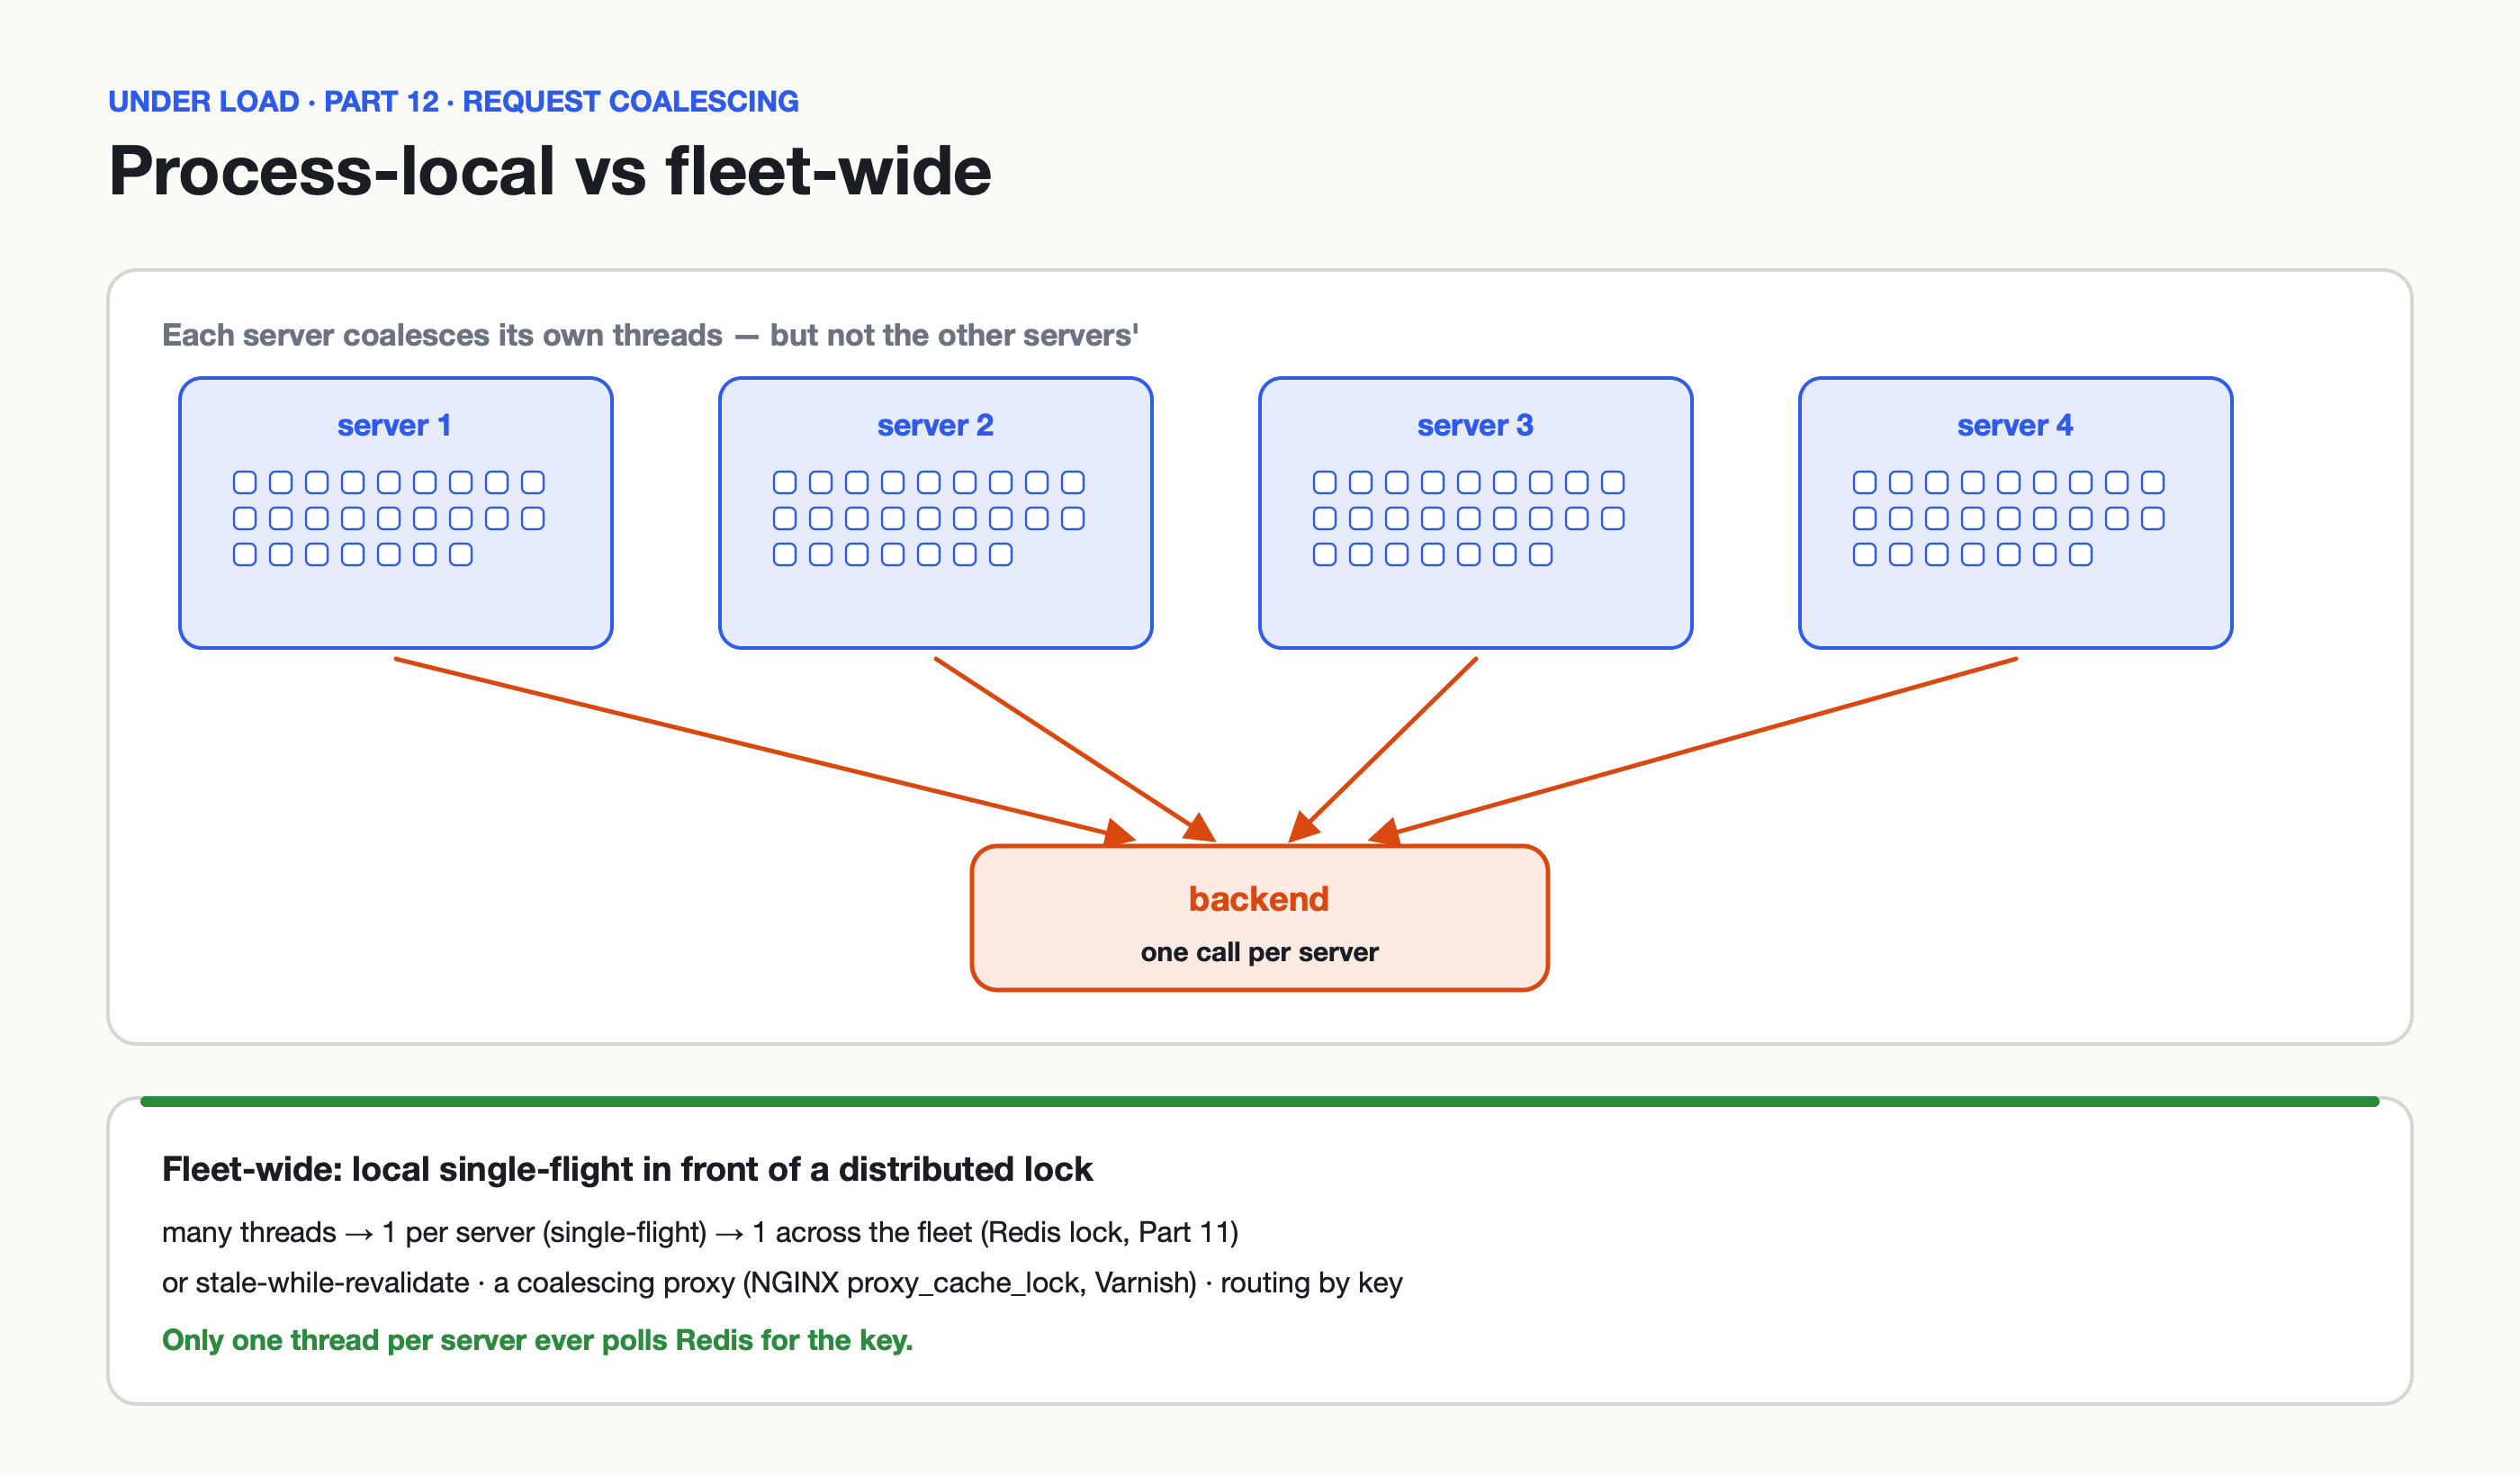 UNDER LOAD · PART 12 · REQUEST COALESCING
Process-local vs fleet-wide
Each server coalesces its own threads — but not the other servers'
server 1
server 2
server 3
server 4
backend
one call per server
Fleet-wide: local single-flight in front of a distributed lock
many threads → 1 per server (single-flight) → 1 across the fleet (Redis lock, Part 11)
or stale-while-revalidate · a coalescing proxy (NGINX proxy_cache_lock, Varnish) · routing by key
Only one thread per server ever polls Redis for the key.